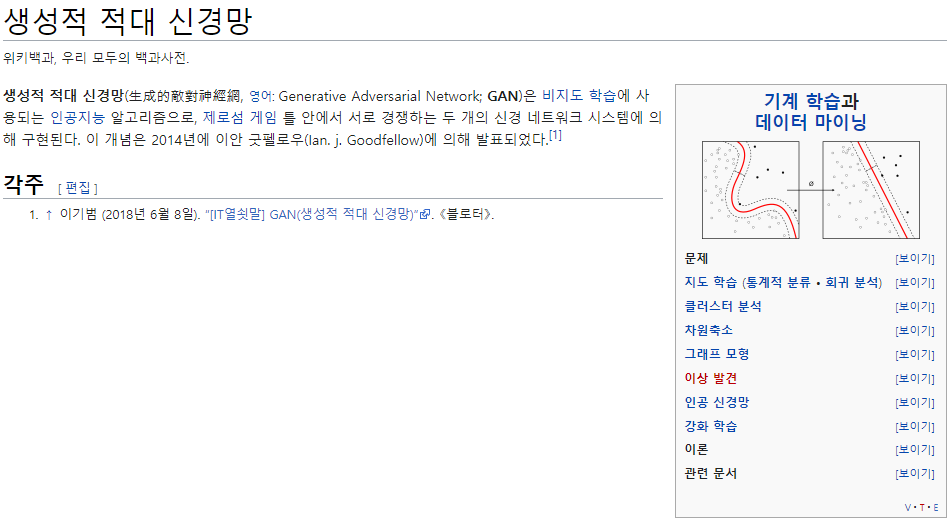 생성적 적대 신경망
위키백과, 우리 모두의 백과사전.
생성적 적대 신경망(生成的敵對神經網, 영어: Generative Adversarial Network; GAN)은 비지도 학습에 사
용되는 인공지능 알고리즘으로, 제로섬 게임 틀 안에서 서로 경쟁하는 두 개의 신경 네트워크 시스템에 의
해 구현된다. 이 개념은 2014년에 이안 굿펠로우(Ian. j. Goodfellow)에 의해 발표되었다.[1]
각주 [ 편집 ]
1. ↑ 이기범 (2018년 6월 8일). “[IT열쇳말] GAN(생성적 적대 신경망)”. 《블로터》.
기계 학습과
데이터 마이닝
ø
문제 [보이기]
지도 학습 (통계적 분류 • 회귀 분석) [보이기]
클러스터 분석 [보이기]
차원축소 [보이기]
그래프 모형 [보이기]
이상 발견 [보이기]
인공 신경망 [보이기]
강화 학습 [보이기]
이론 [보이기]
관련 문서 [보이기]
V • T • E